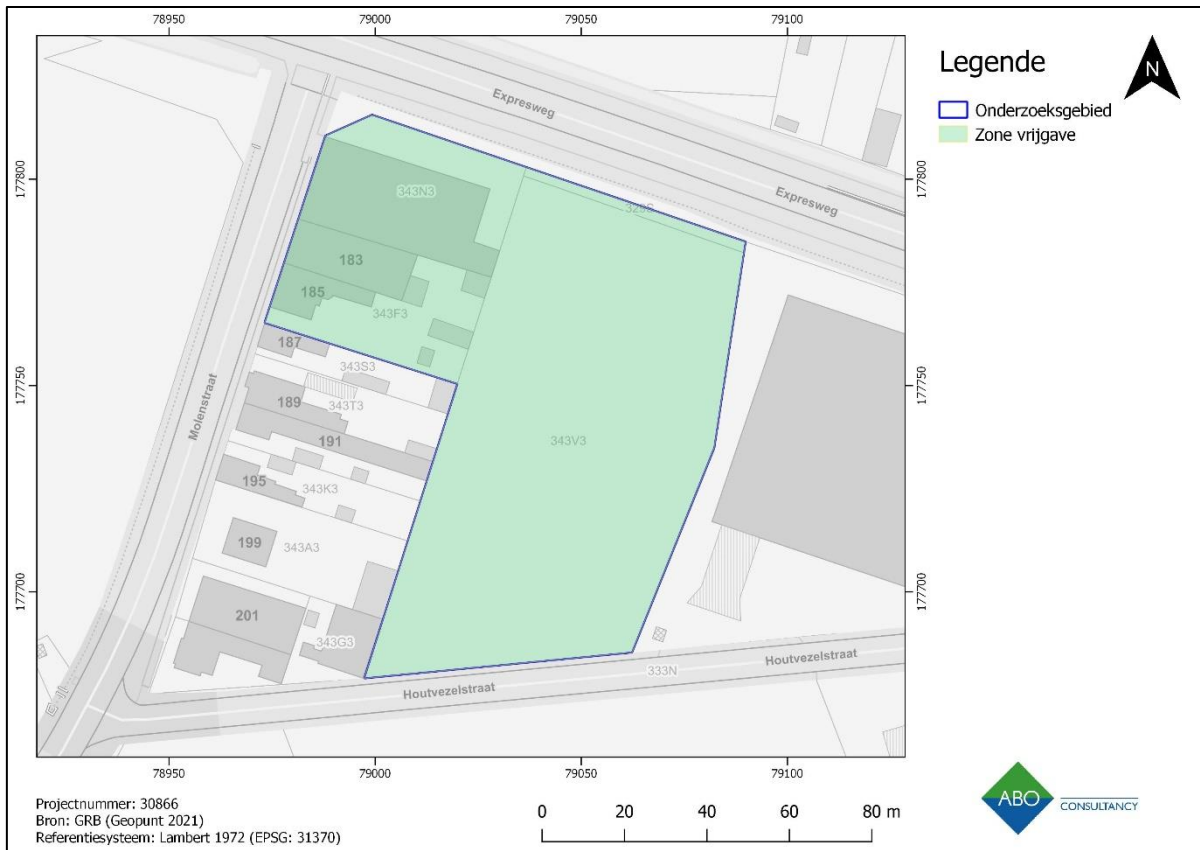 78950 79000 79050 79100
Legende
N
Onderzoeksgebied
Zone vrijgave
Expresweg
Expresweg
177800
177800
343N3
183
185
343F3
187
343S3
177750
177750
189
343T3
191
343V3
Molenstraat
195
343K3
199
343A3
177700
177700
201
343G3
333N
Houtvezelstraat
Houtvezelstraat
78950 79000 79050 79100
Projectnummer: 30866
Bron: GRB (Geopunt 2021)
Referentiesysteem: Lambert 1972 (EPSG: 31370)
0 20 40 60 80 m
ABO CONSULTANCY